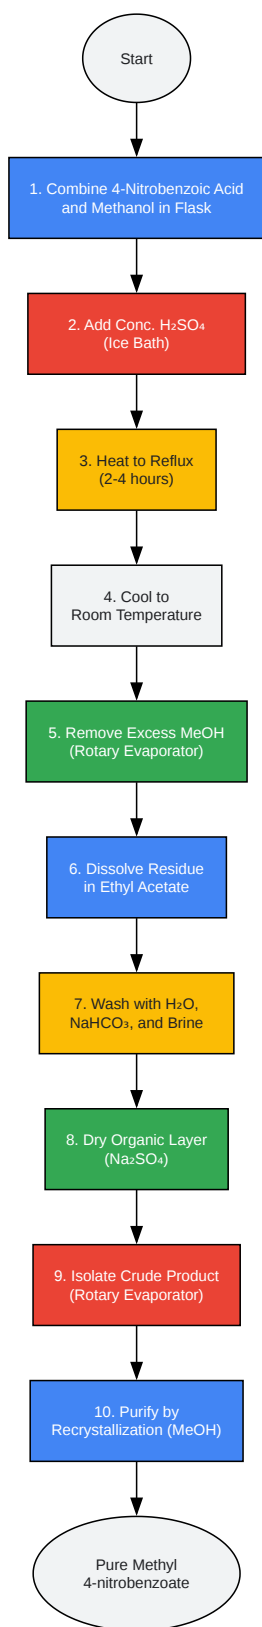 Start
1. Combine 4-Nitrobenzoic Acid
and Methanol in Flask
2. Add Conc. H₂SO₄
(Ice Bath)
3. Heat to Reflux
(2-4 hours)
4. Cool to
Room Temperature
5. Remove Excess MeOH
(Rotary Evaporator)
6. Dissolve Residue
in Ethyl Acetate
7. Wash with H₂O,
NaHCO₃, and Brine
8. Dry Organic Layer
(Na₂SO₄)
9. Isolate Crude Product
(Rotary Evaporator)
10. Purify by
Recrystallization (MeOH)
Pure Methyl
4-nitrobenzoate